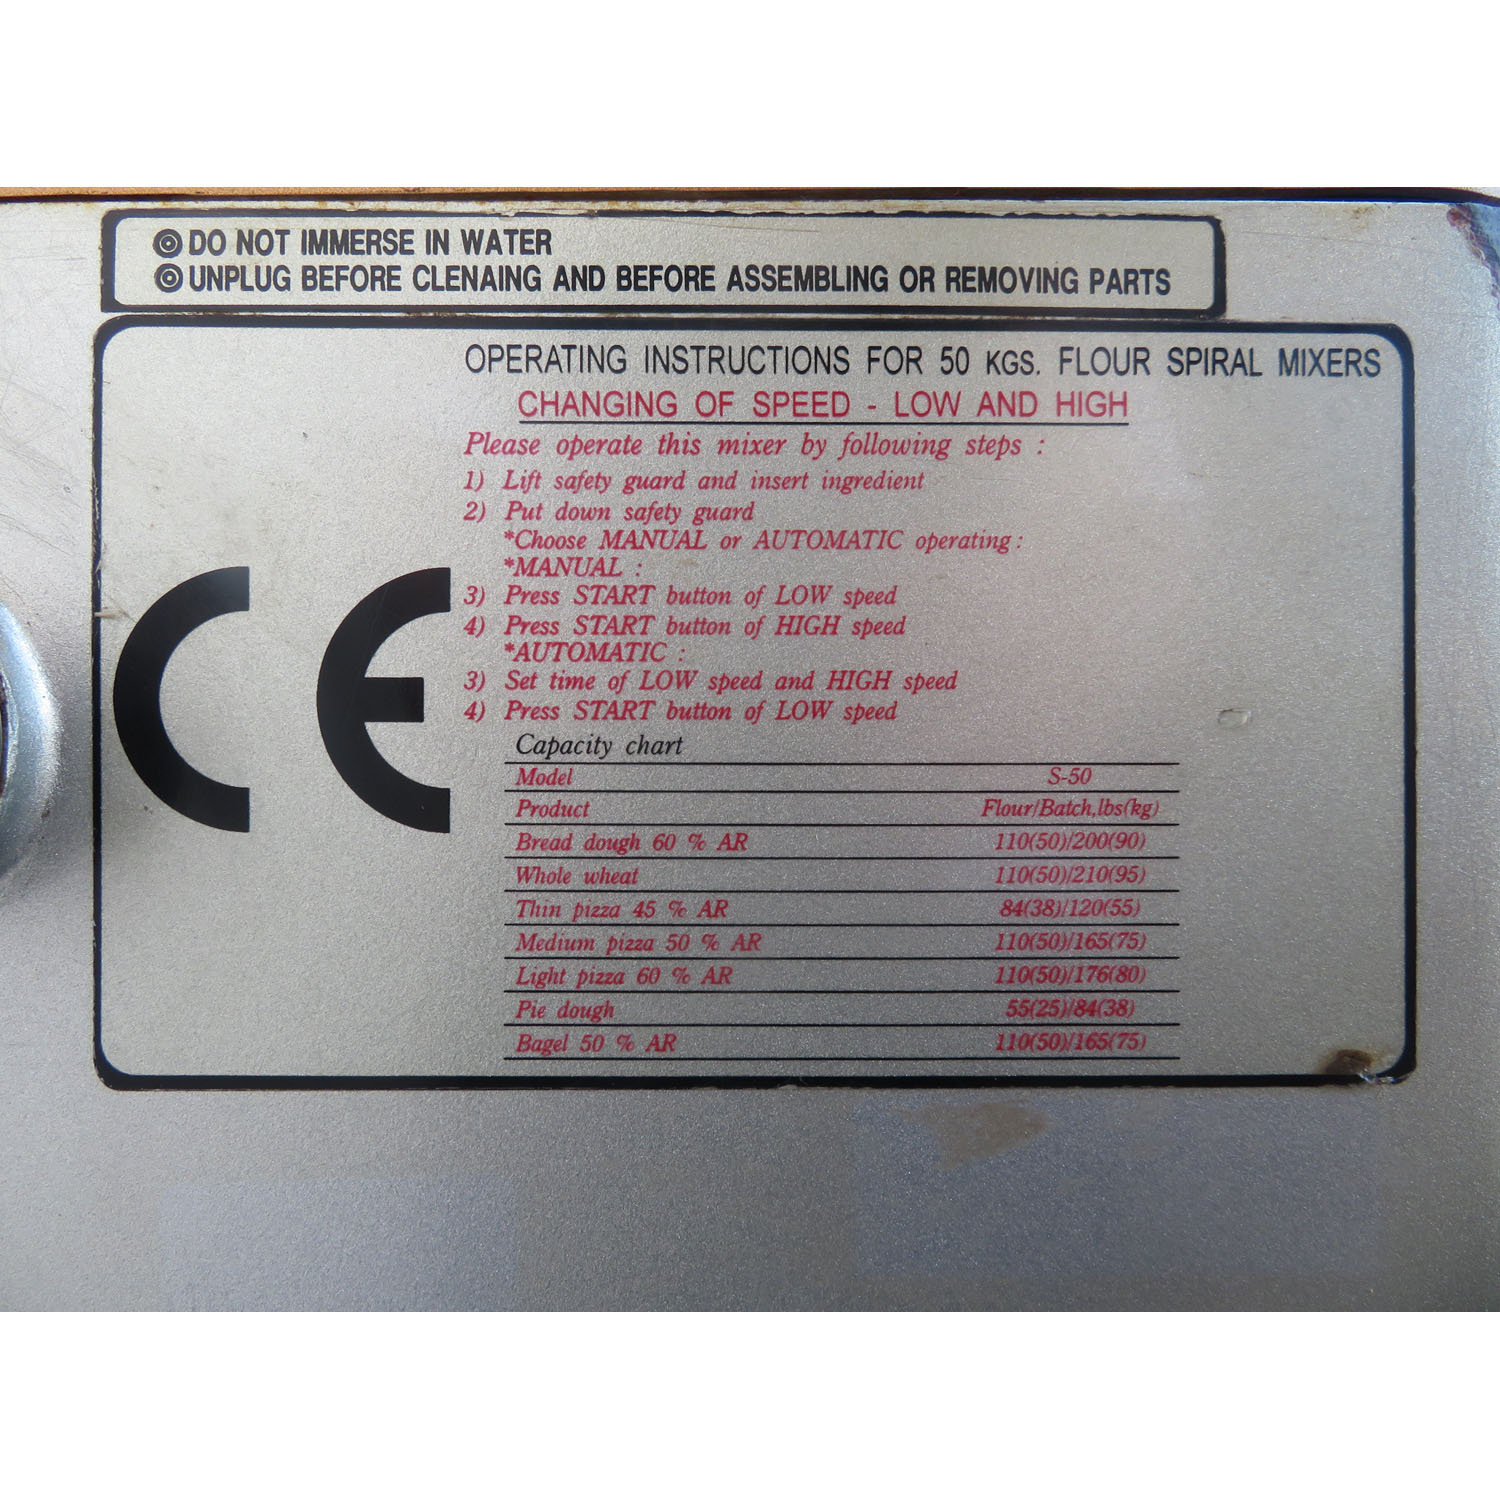 ◎ DO NOT IMMERSE IN WATER
◎ UNPLUG BEFORE CLENAING AND BEFORE ASSEMBLING OR REMOVING PARTS
OPERATING INSTRUCTIONS FOR 50 KGS. FLOUR SPIRAL MIXERS
CHANGING OF SPEED - LOW AND HIGH
Please operate this mixer by following steps :
1) Lift safety guard and insert ingredient
2) Put down safety guard
*Choose MANUAL or AUTOMATIC operating :
*MANUAL :
3) Press START button of LOW speed
4) Press START button of HIGH speed
*AUTOMATIC :
3) Set time of LOW speed and HIGH speed
4) Press START button of LOW speed
CE
Capacity chart
Model S-50
Product Flour/Batch,lbs(kg)
Bread dough 60 % AR 110(50)/200(90)
Whole wheat 110(50)/210(95)
Thin pizza 45 % AR 84(38)/120(55)
Medium pizza 50 % AR 110(50)/165(75)
Light pizza 60 % AR 110(50)/176(80)
Pie dough 55(25)/84(38)
Bagel 50 % AR 110(50)/165(75)